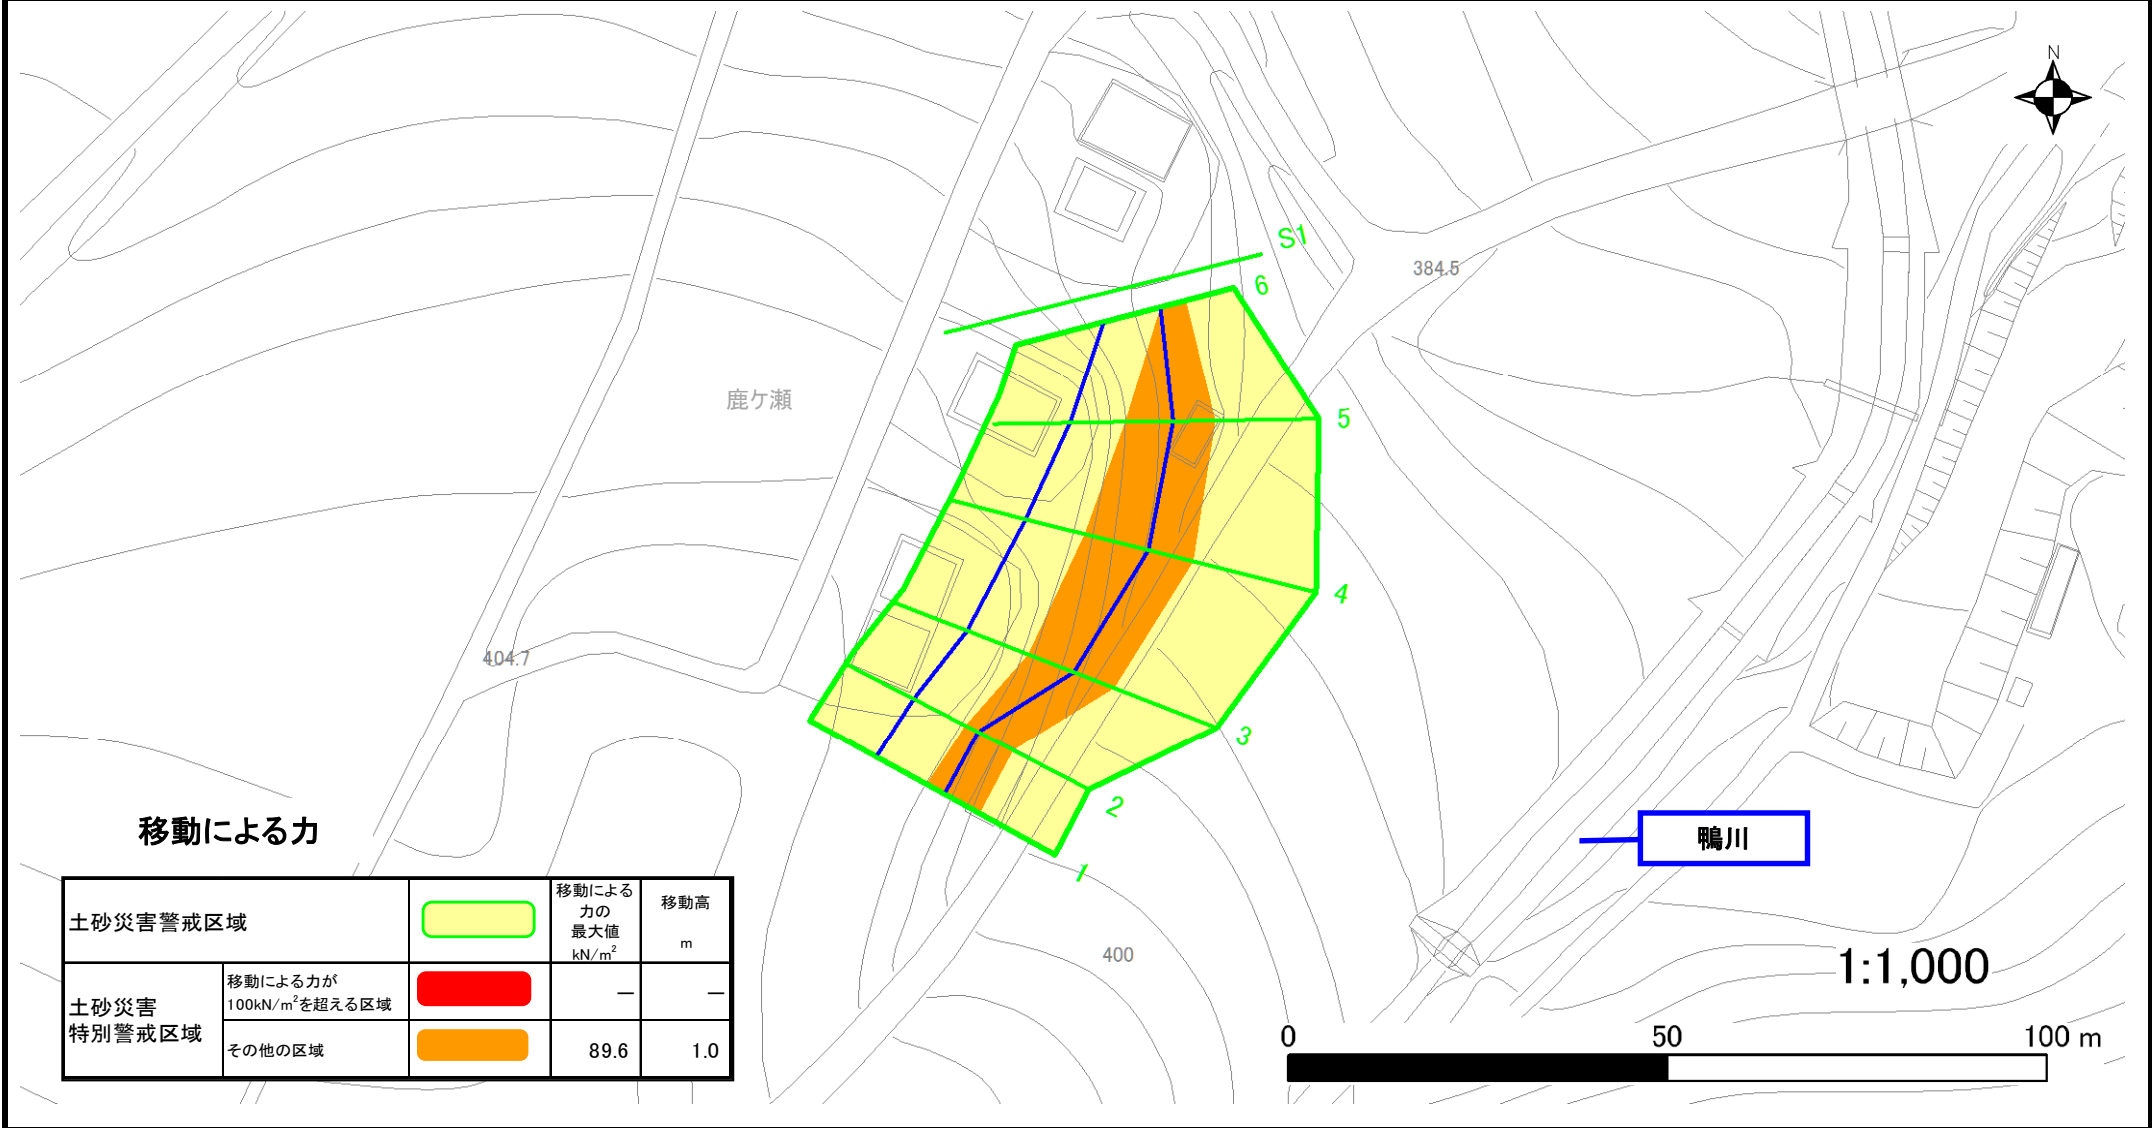 N
S1
6
384.5
5
鹿ケ瀬
4
404.7
3
2
1
移動による力
鴨川
土砂災害警戒区域
移動による
力の
最大値
kN/m²
移動高
m
土砂災害
特別警戒区域
移動による力が
100kN/m²を超える区域
― ―
その他の区域
89.6 1.0
400
1:1,000
0 50 100 m